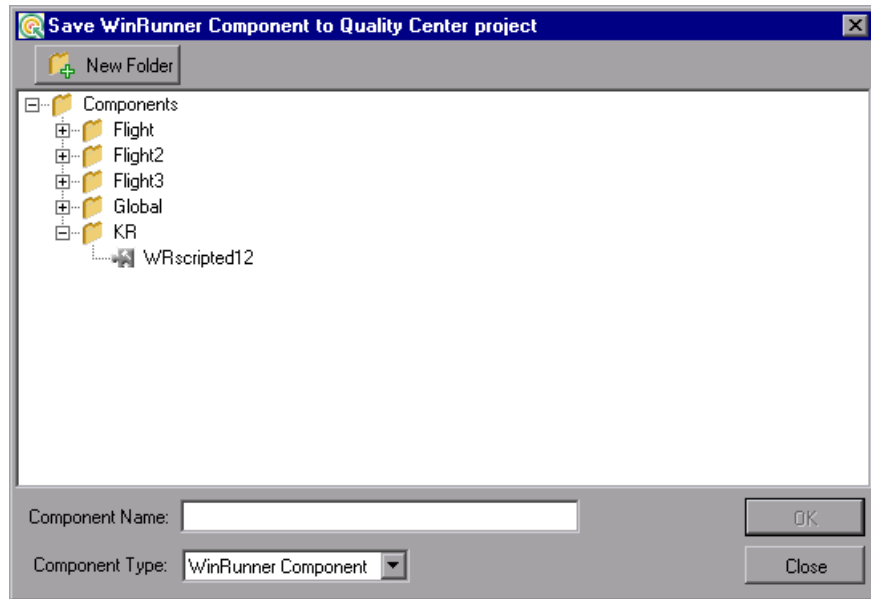 Save WinRunner Component to Quality Center project
New Folder
Components
Flight
Flight2
Flight3
Global
KR
WRscripted12
Component Name:
OK
Component Type: WinRunner Component
Close